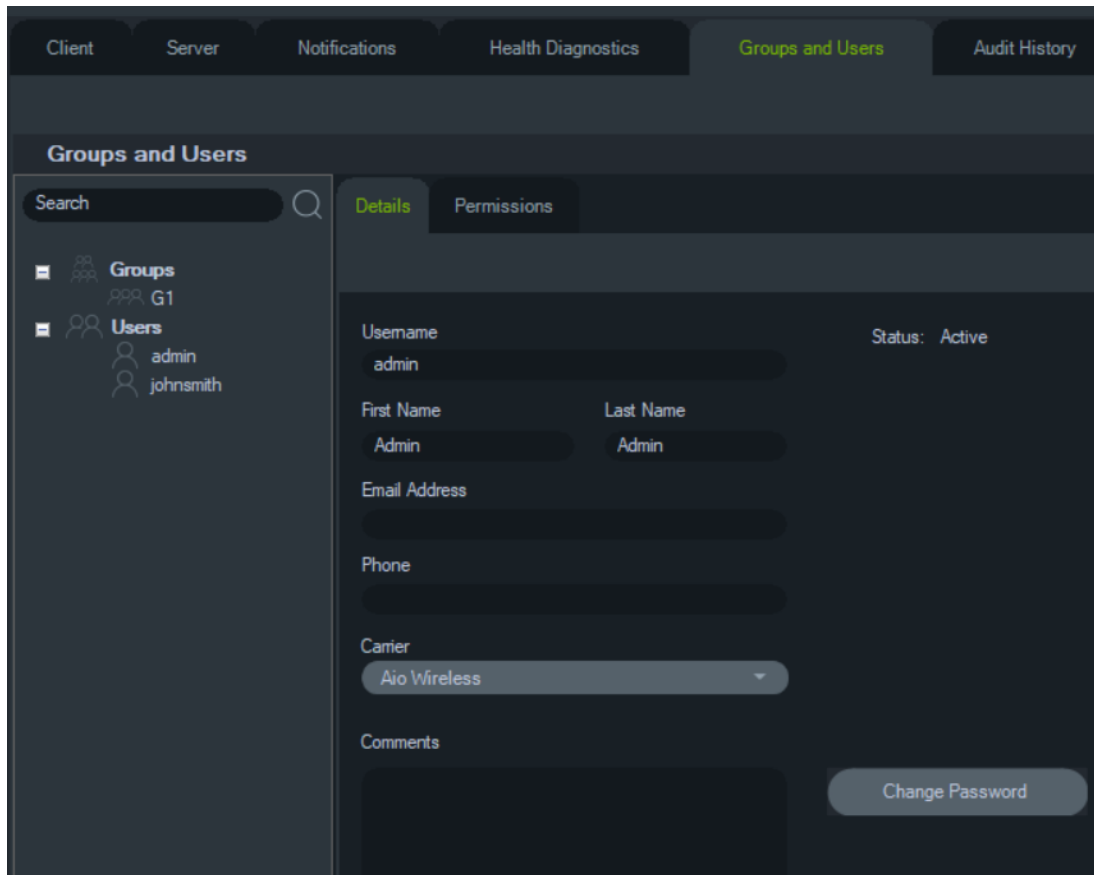 Client Server Notifications Health Diagnostics Groups and Users Audit History
Groups and Users
Search
Details Permissions
Groups
G1
Users
admin
johnsmith
Username
Status: Active
admin
First Name Last Name
Admin Admin
Email Address
Phone
Carrier
Aio Wireless
Comments
Change Password